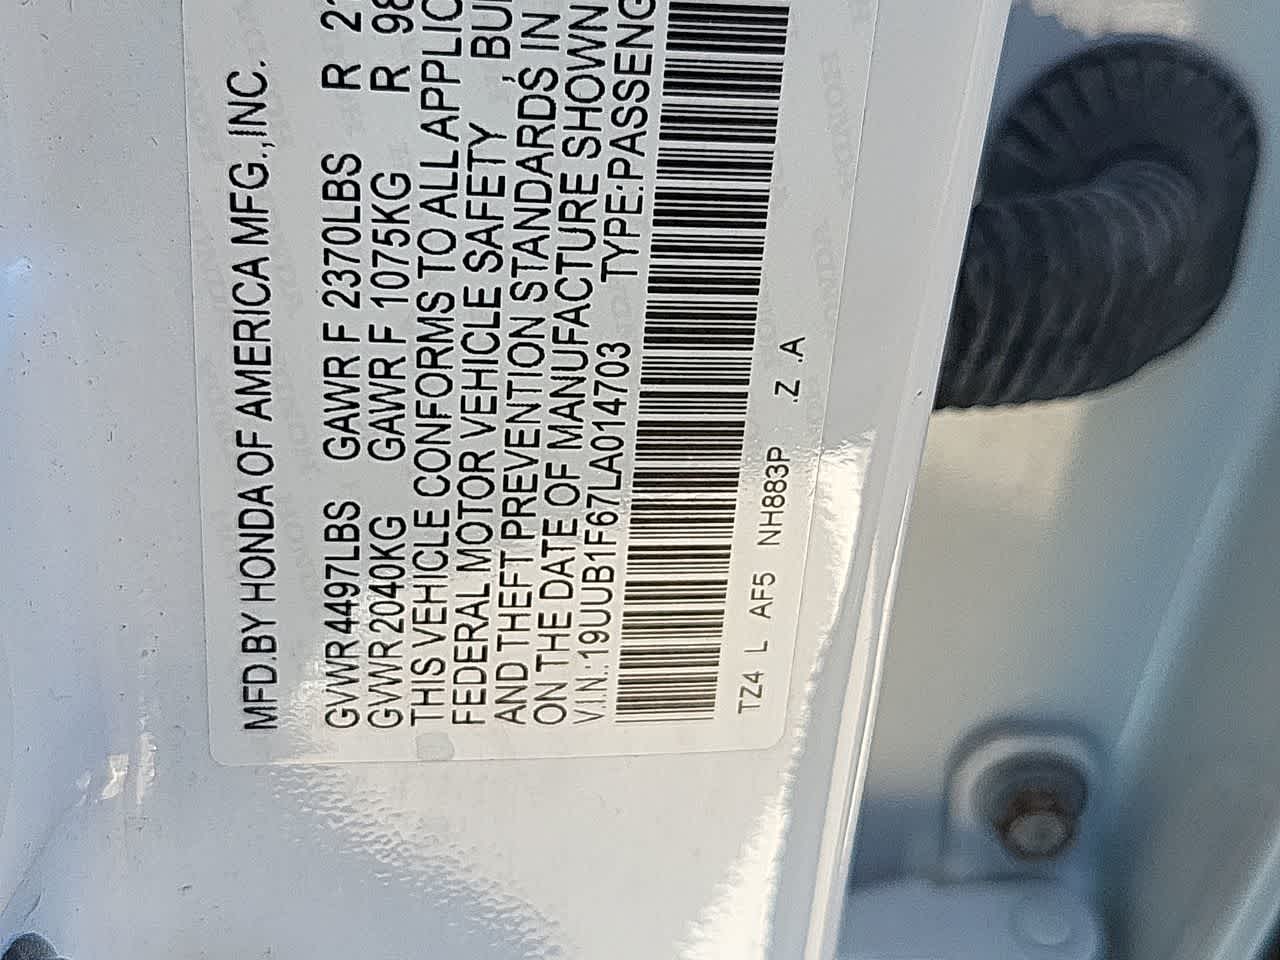 MFD.BY HONDA OF AMERICA MFG.,INC.
GVWR 4497LBS GAWR F 2370LBS R
GVWR 2040KG GAWR F 1075KG R 98
THIS VEHICLE CONFORMS TO ALL APPLIC
FEDERAL MOTOR VEHICLE SAFETY , BU
AND THEFT PREVENTION STANDARDS IN
ON THE DATE OF MANUFACTURE SHOWN
V.I.N.:19UUB1F67LA014703 TYPE:PASSENG
TZ4 L AF5 NH883P .Z .A